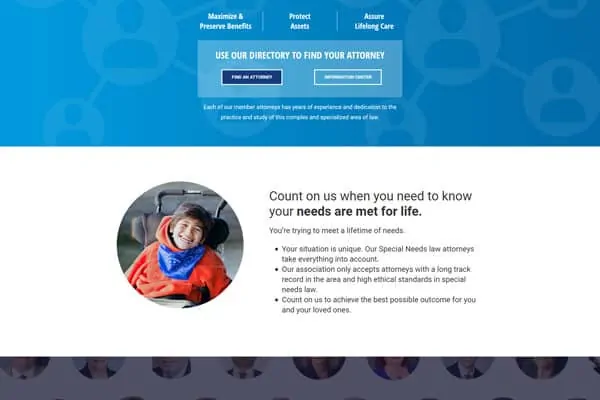 Maximize &
Preserve Benefits
Protect
Assets
Assure
Lifelong Care
USE OUR DIRECTORY TO FIND YOUR ATTORNEY
FIND AN ATTORNEY
INFORMATION CENTER
Each of our member attorneys has years of experience and dedication to the
practice and study of this complex and specialized area of law.
Count on us when you need to know
your needs are met for life.
You're trying to meet a lifetime of needs.
Your situation is unique. Our Special Needs law attorneys
take everything into account.
Our association only accepts attorneys with a long track
record in the area and high ethical standards in special
needs law.
Count on us to achieve the best possible outcome for you
and your loved ones.